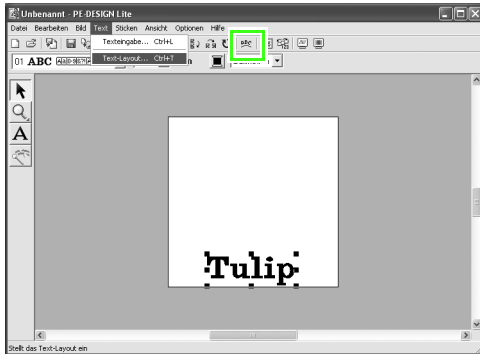 Unbenannt - PE-DESIGN Lite
Datei Bearbeiten Bild Text Sticken Ansicht Optionen Hilfe
Texteingabe... Ctrl+L
Text-Layout... Ctrl+T
01 ABC
A
Tulip
Stellt das Text-Layout ein